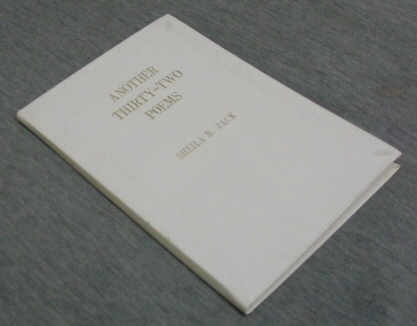 ANOTHER
THIRTY-TWO
POEMS
SHEILA B. JACK